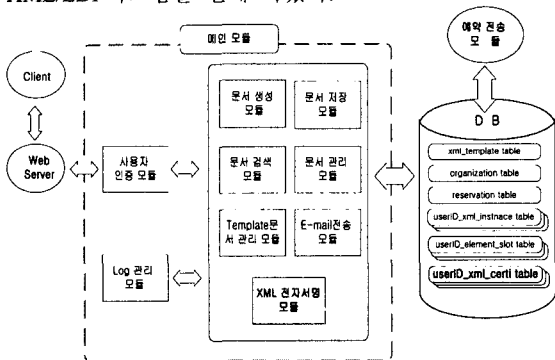 메인 모듈
예약 전송
모 듈
Client
Web
Server
사용자
인증 모듈
Log 관리
모듈
문서 생성
모듈
문서 저장
모듈
문서 검색
모듈
문서 관리
모듈
Template문
서 관리 모듈
E-mail전송
모듈
XML 전자서명
모듈
D B
xml_template table
organization table
reservation table
userID_xml_instnace table
userID_element_slot table
userID_xml_certi table